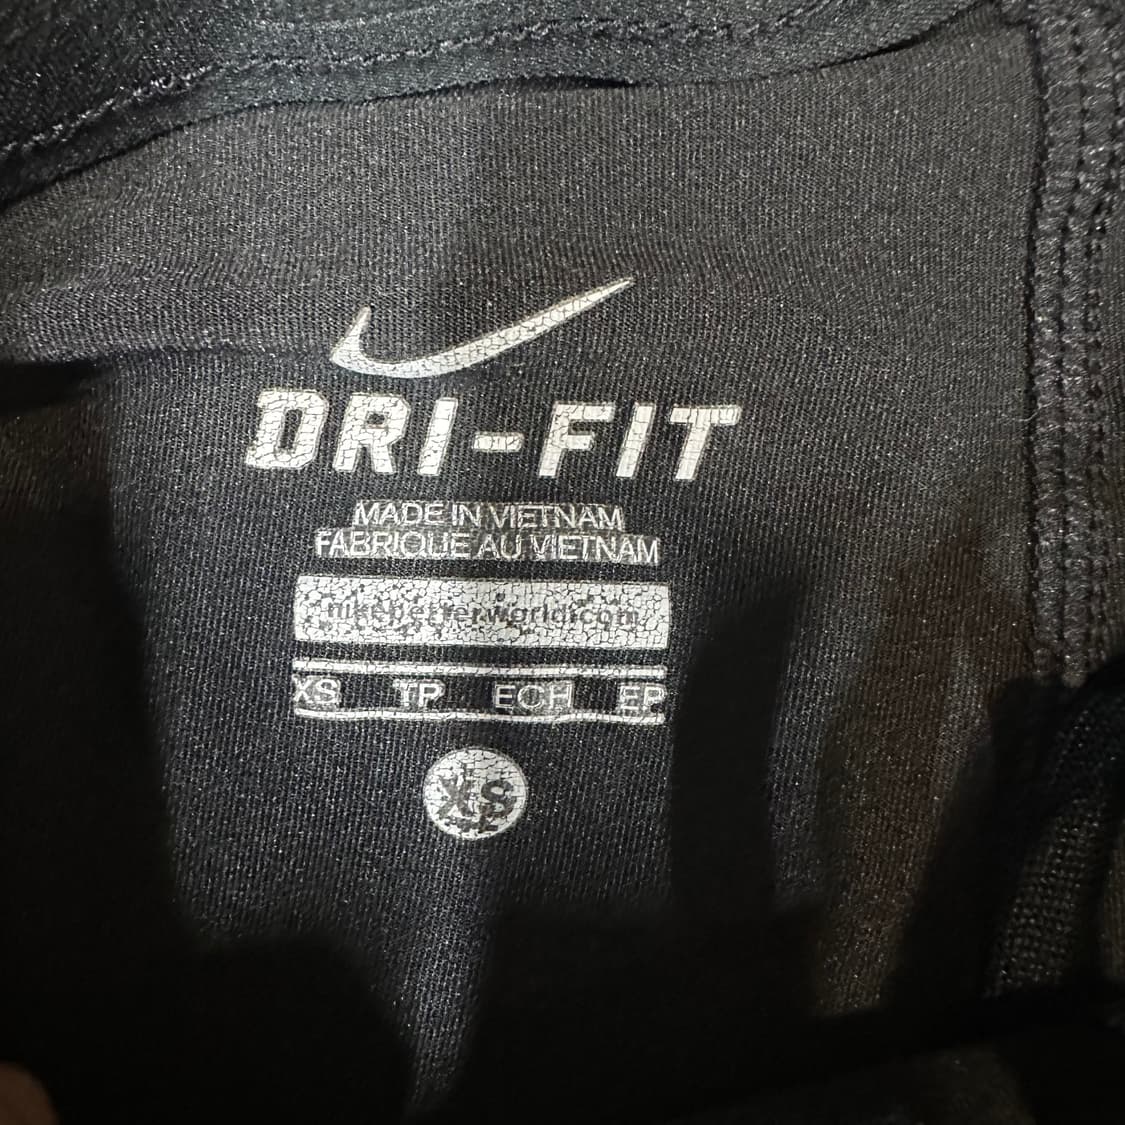 DRI-FIT
MADE IN VIETNAM
FABRIQUE AU VIETNAM
nikebetterworld.com
XS TP ECH EP
XS